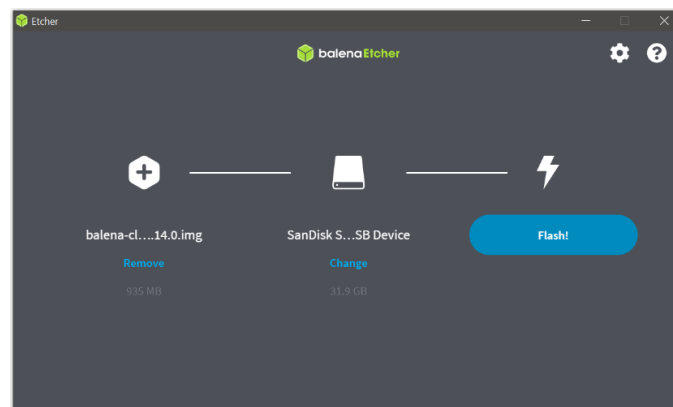 Etcher
balenaEtcher
balena-cl....14.0.img
SanDisk S...SB Device
Flash!
Remove
Change
935 MB
31.9 GB